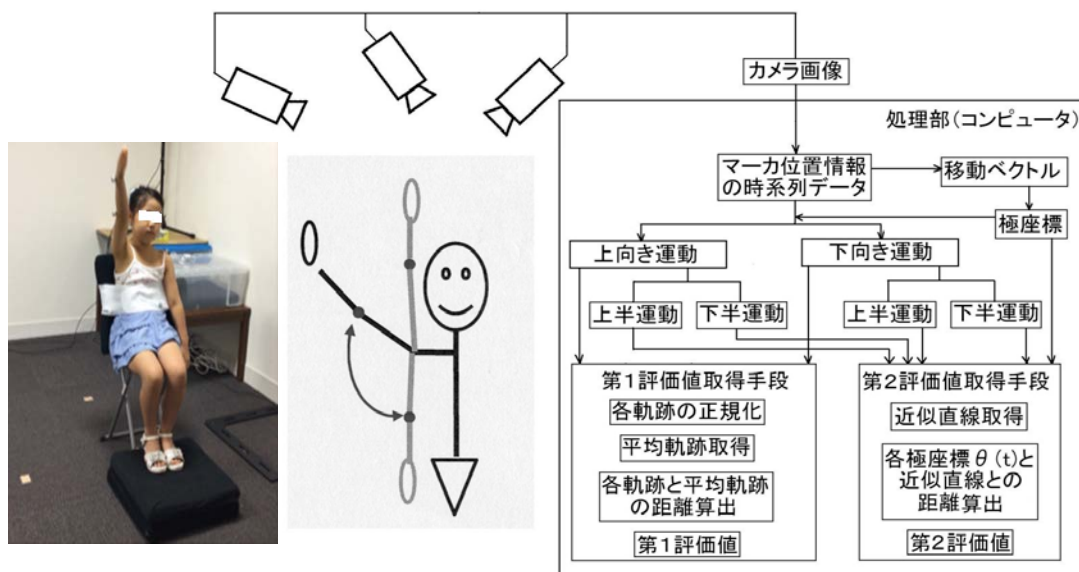 カメラ画像
処理部(コンピュータ)
マーカ位置情報
の時系列データ
移動ベクトル
極座標
上向き運動
下向き運動
上半運動
下半運動
上半運動
下半運動
第1評価値取得手段
各軌跡の正規化
平均軌跡取得
各軌跡と平均軌跡
の距離算出
第1評価値
第2評価値取得手段
近似直線取得
各極座標θ(t)と
近似直線との
距離算出
第2評価値